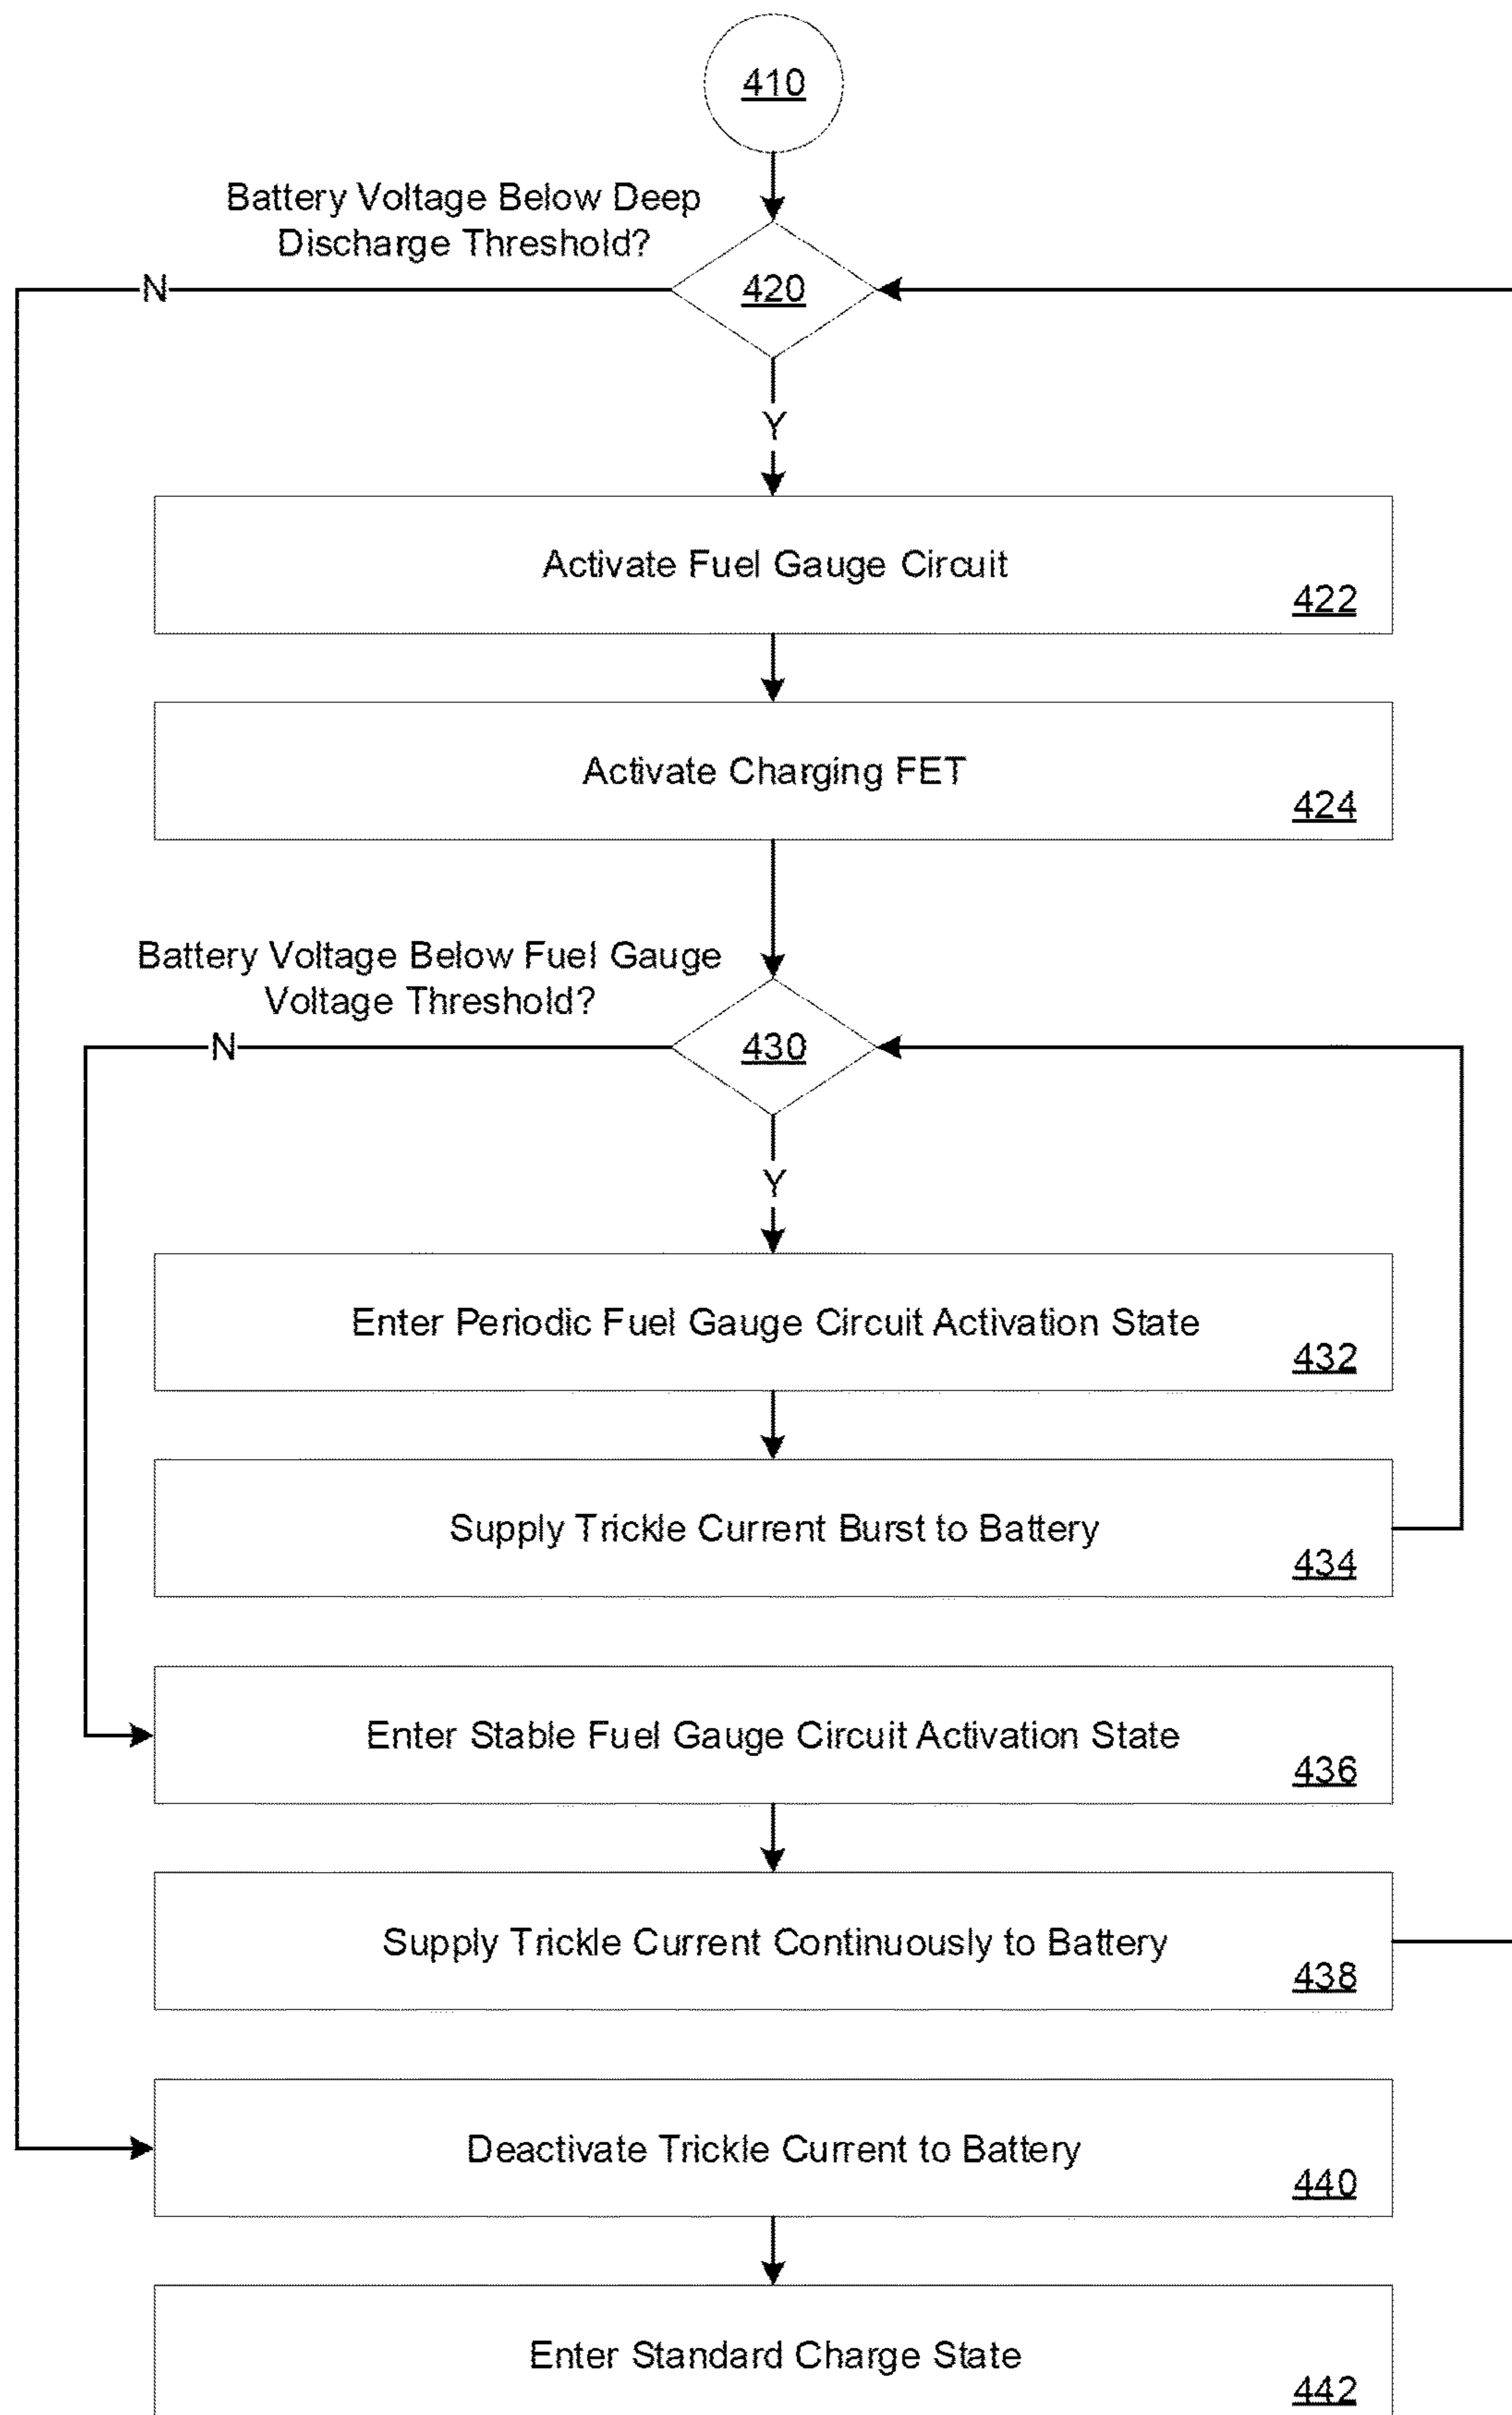 410
Battery Voltage Below Deep
Discharge Threshold?
N
420
Y
Activate Fuel Gauge Circuit
422
Activate Charging FET
424
Battery Voltage Below Fuel Gauge
Voltage Threshold?
N
430
Y
Enter Periodic Fuel Gauge Circuit Activation State
432
Supply Trickle Current Burst to Battery
434
Enter Stable Fuel Gauge Circuit Activation State
436
Supply Trickle Current Continuously to Battery
438
Deactivate Trickle Current to Battery
440
Enter Standard Charge State
442